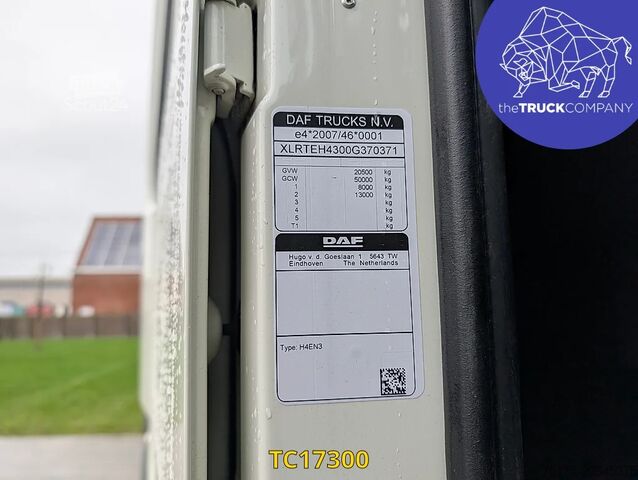 theTRUCKCOMPANY
DAF TRUCKS N.V.
e4*2007/46*0001
XLRTEH4300G370371
GVW 20500 kg
GCW 50000 kg
1 8000 kg
2 13000 kg
3 kg
4 kg
5 kg
T1 kg
DAF
Hugo v. d. Goeslaan 1 5643 TW
Eindhoven The Netherlands
Type: H4EN3
TC17300